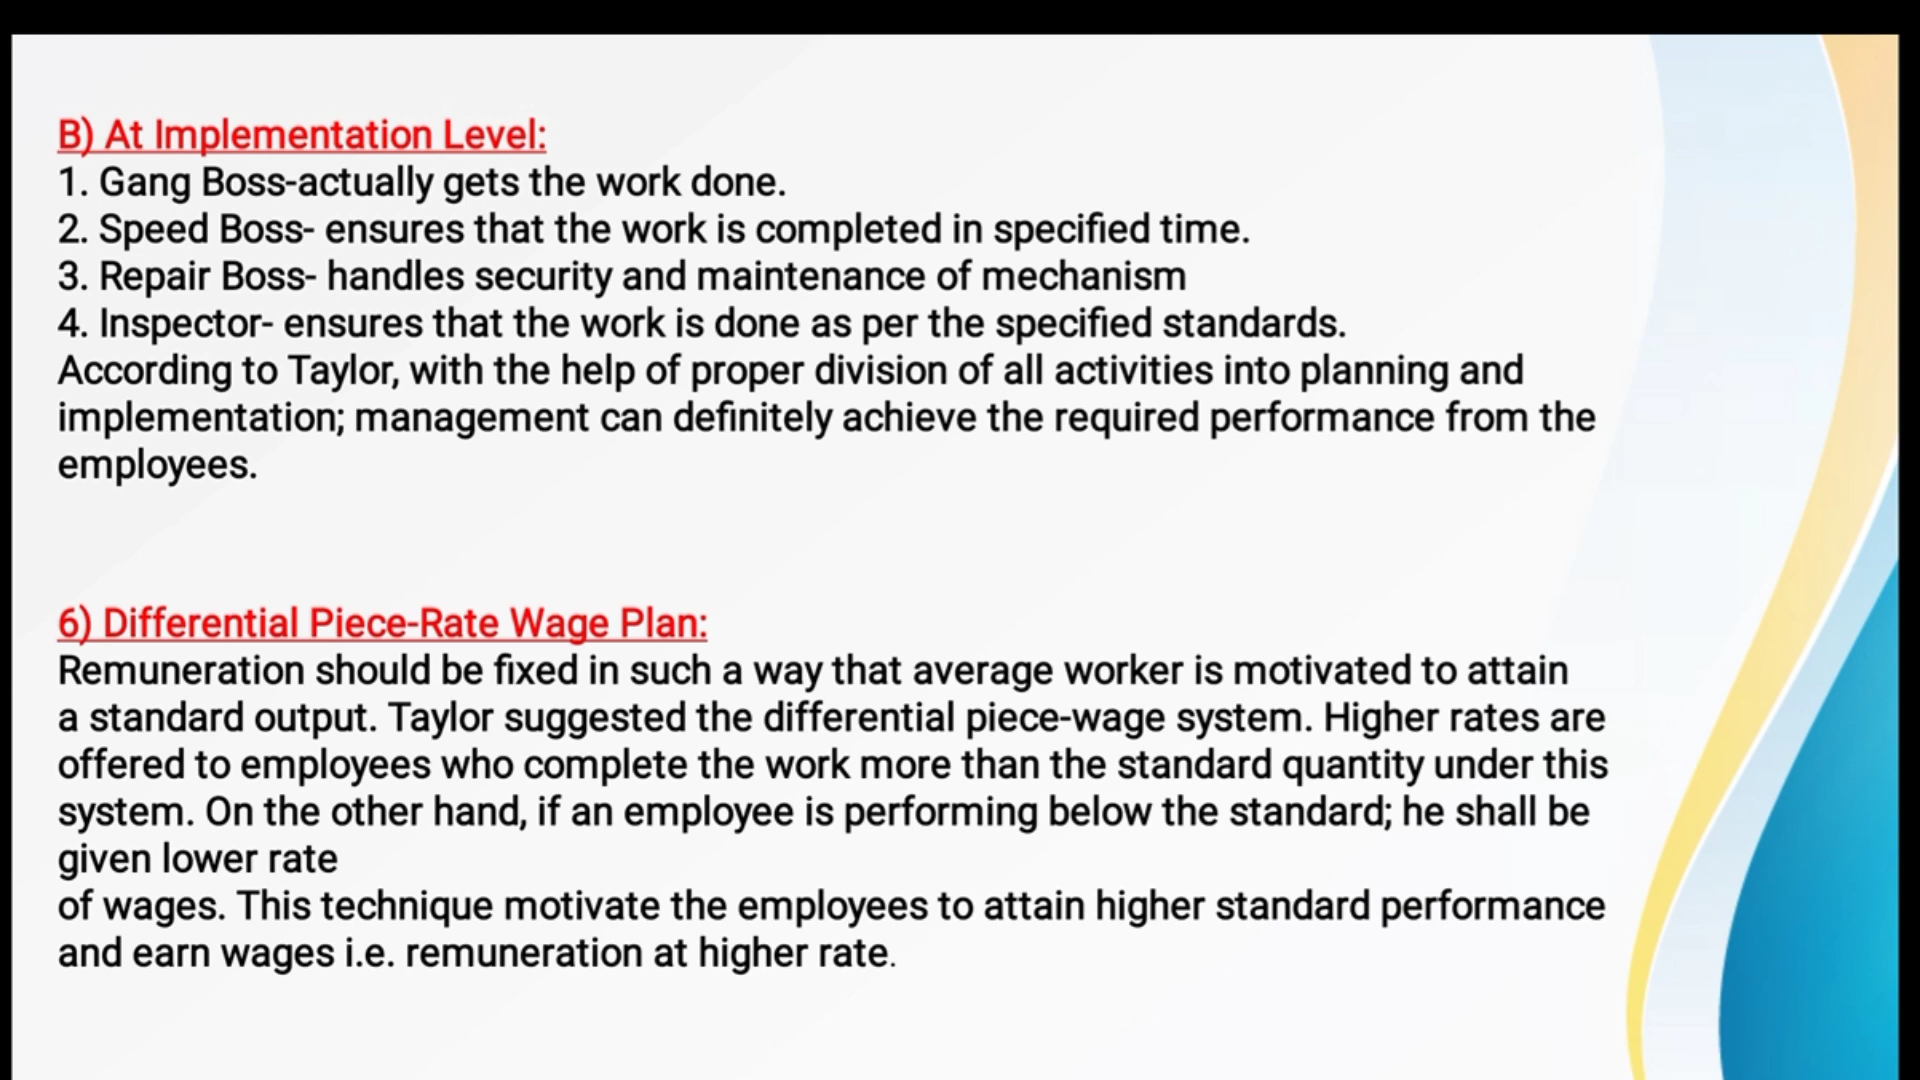 B) At Implementation Level:
1. Gang Boss-actually gets the work done.
2. Speed Boss- ensures that the work is completed in specified time.
3. Repair Boss- handles security and maintenance of mechanism
4. Inspector- ensures that the work is done as per the specified standards.
According to Taylor, with the help of proper division of all activities into planning and
implementation; management can definitely achieve the required performance from the
employees.
6) Differential Piece-Rate Wage Plan:
Remuneration should be fixed in such a way that average worker is motivated to attain
a standard output. Taylor suggested the differential piece-wage system. Higher rates are
offered to employees who complete the work more than the standard quantity under this
system. On the other hand, if an employee is performing below the standard; he shall be
given lower rate
of wages. This technique motivate the employees to attain higher standard performance
and earn wages i.e. remuneration at higher rate.